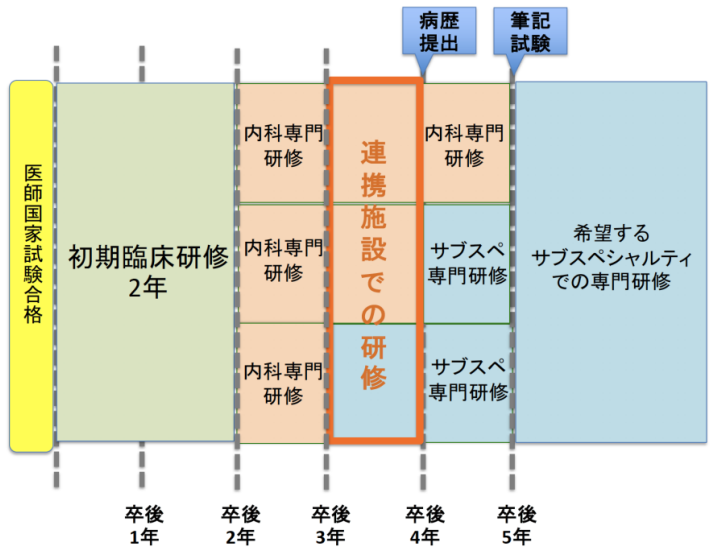 病歴
提出
筆記
試験
医師国家試験合格
初期臨床研修
2年
内科専門
研修
連携施設での研修
内科専門
研修
内科専門
研修
サブスペ
専門研修
希望する
サブスペシャルティ
での専門研修
内科専門
研修
サブスペ
専門研修
卒後
1年
卒後
2年
卒後
3年
卒後
4年
卒後
5年